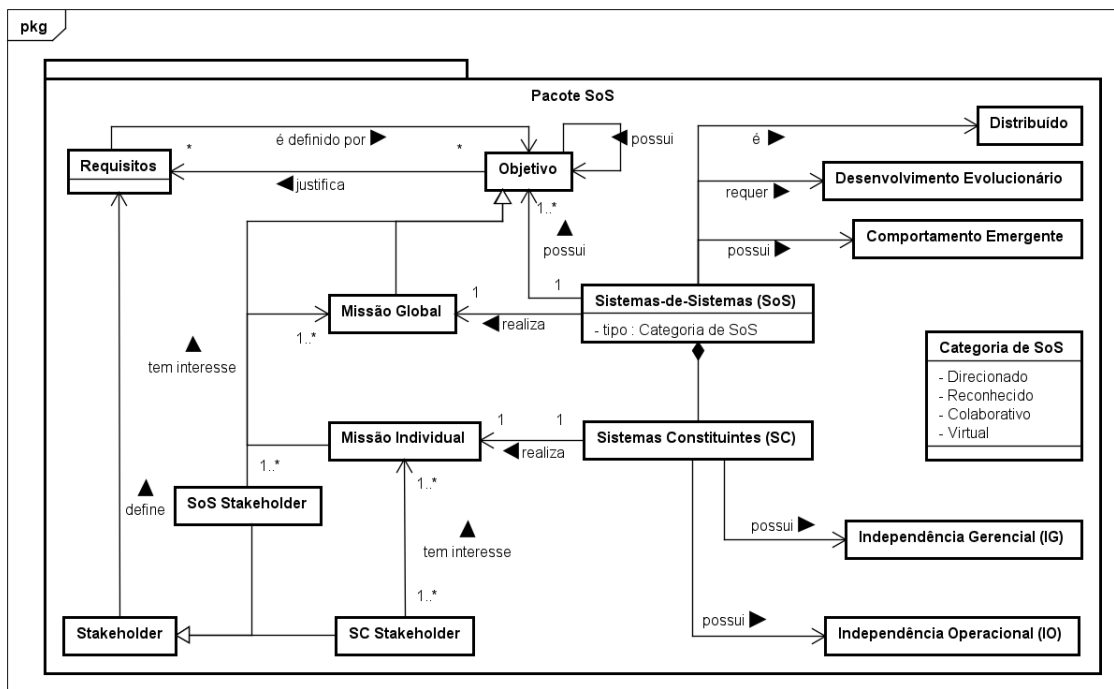 pkg
Pacote SoS
é definido por ▶
Requisitos
*
*
Objetivo
◀ possui
◀ justifica
é ▶
Distribuído
requer ▶
Desenvolvimento Evolucionário
possui ▶
Comportamento Emergente
1..*
▲
possui
1
Missão Global
1
1..*
◀ realiza
Sistemas-de-Sistemas (SoS)
- tipo : Categoria de SoS
▲
tem interesse
Categoria de SoS
- Direcionado
- Reconhecido
- Colaborativo
- Virtual
Missão Individual
1
1
◀ realiza
Sistemas Constituintes (SC)
1..*
1..*
SoS Stakeholder
▲
define
▲
tem interesse
possui ▶
Independência Gerencial (IG)
1..*
Stakeholder
SC Stakeholder
possui ▶
Independência Operacional (IO)